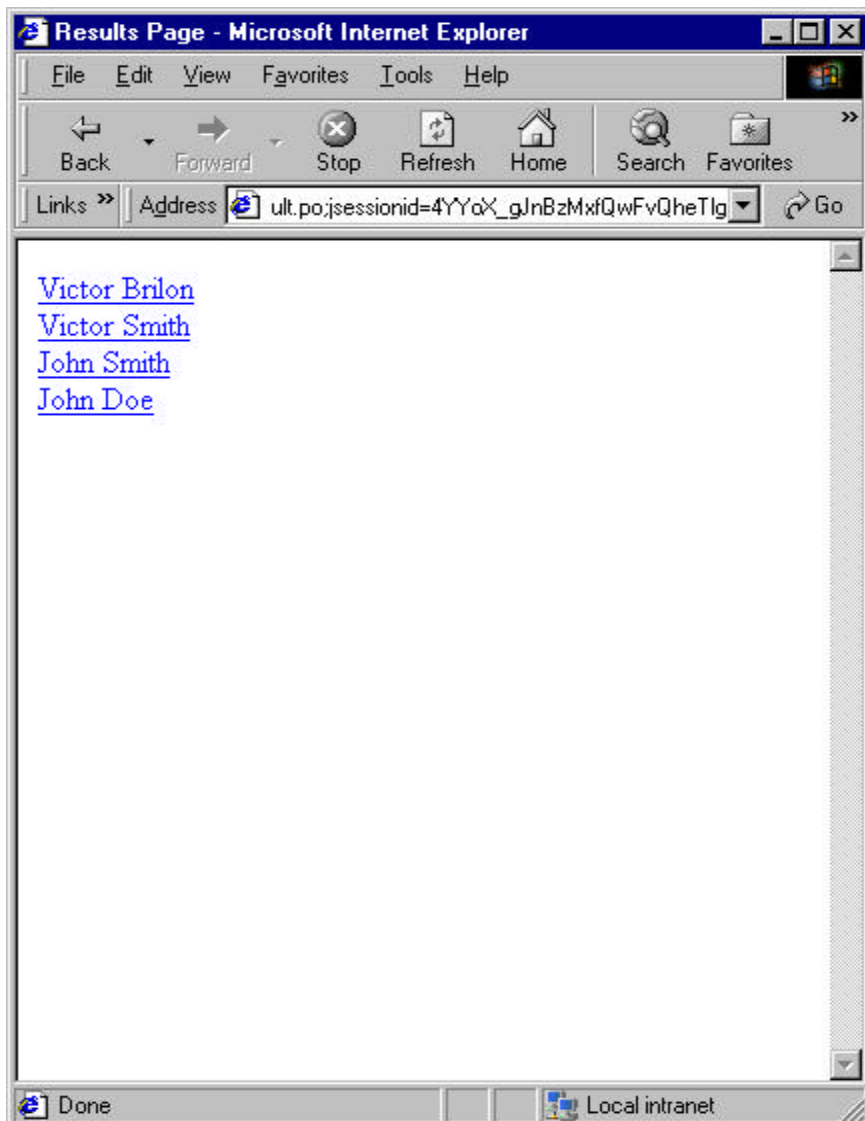 Results Page - Microsoft Internet Explorer
File Edit View Favorites Tools Help
Back Forward Stop Refresh Home Search Favorites »
Links » Address ult.po;jsessionid=4YYoX_gJnBzMxfQwFvQheTlg Go
Victor Brilon
Victor Smith
John Smith
John Doe
Done Local intranet